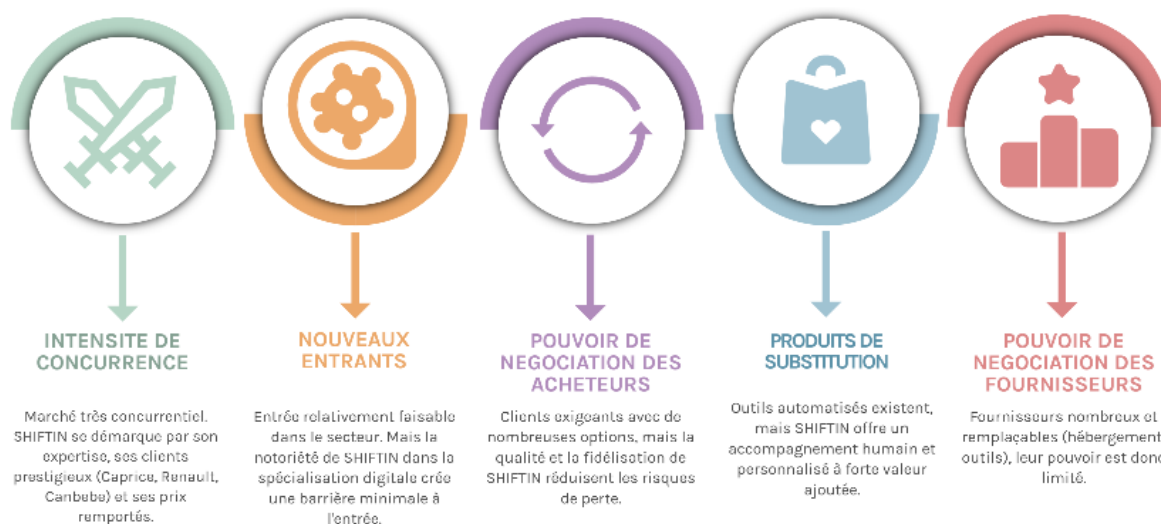 INTENSITE DE
CONCURRENCE
Marché très concurrentiel.
SHIFTIN se démarque par son
expertise, ses clients
prestigieux (Caprice, Renault,
Canbebe) et ses prix
remportés.
NOUVEAUX
ENTRANTS
Entrée relativement faisable
dans le secteur. Mais la
notoriété de SHIFTIN dans la
spécialisation digitale crée
une barrière minimale à
l'entrée.
POUVOIR DE
NEGOCIATION DES
ACHETEURS
Clients exigeants avec de
nombreuses options, mais la
qualité et la fidélisation de
SHIFTIN réduisent les risques
de perte.
PRODUITS DE
SUBSTITUTION
Outils automatisés existent,
mais SHIFTIN offre un
accompagnement humain et
personnalisé à forte valeur
ajoutée.
POUVOIR DE
NEGOCIATION DES
FOURNISSEURS
Fournisseurs nombreux et
remplaçables (hébergement
outils), leur pouvoir est donc
limité.